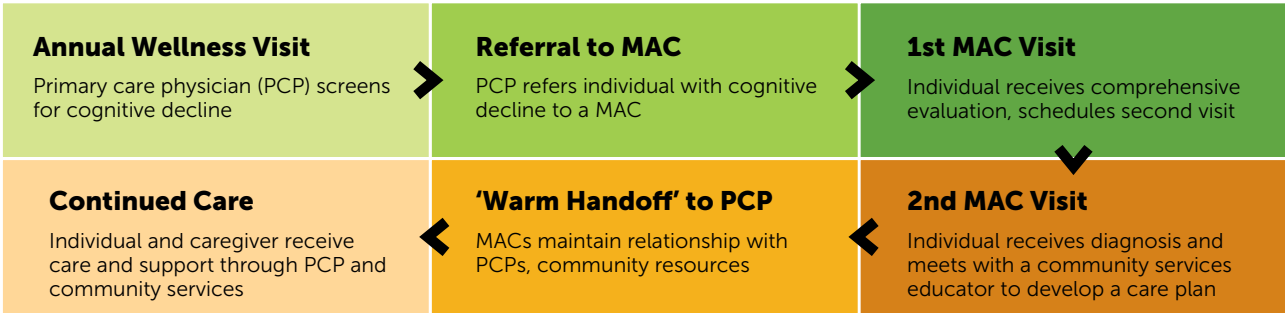 Annual Wellness Visit
Primary care physician (PCP) screens
for cognitive decline
Referral to MAC
PCP refers individual with cognitive
decline to a MAC
1st MAC Visit
Individual receives comprehensive
evaluation, schedules second visit
2nd MAC Visit
Individual receives diagnosis and
meets with a community services
educator to develop a care plan
‘Warm Handoff’ to PCP
MACs maintain relationship with
PCPs, community resources
Continued Care
Individual and caregiver receive
care and support through PCP and
community services